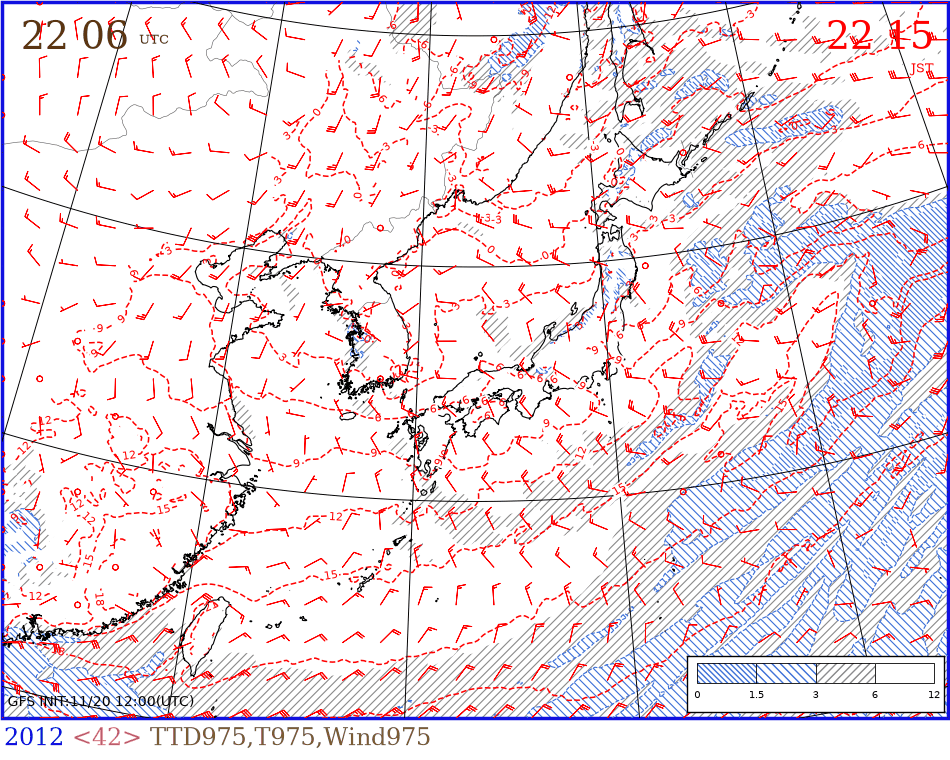 22 06 UTC
22 15
JST
GFS INIT:11/20 12:00(UTC)
0 1.5 3 6 12
2012 <42> TTD975,T975,Wind975